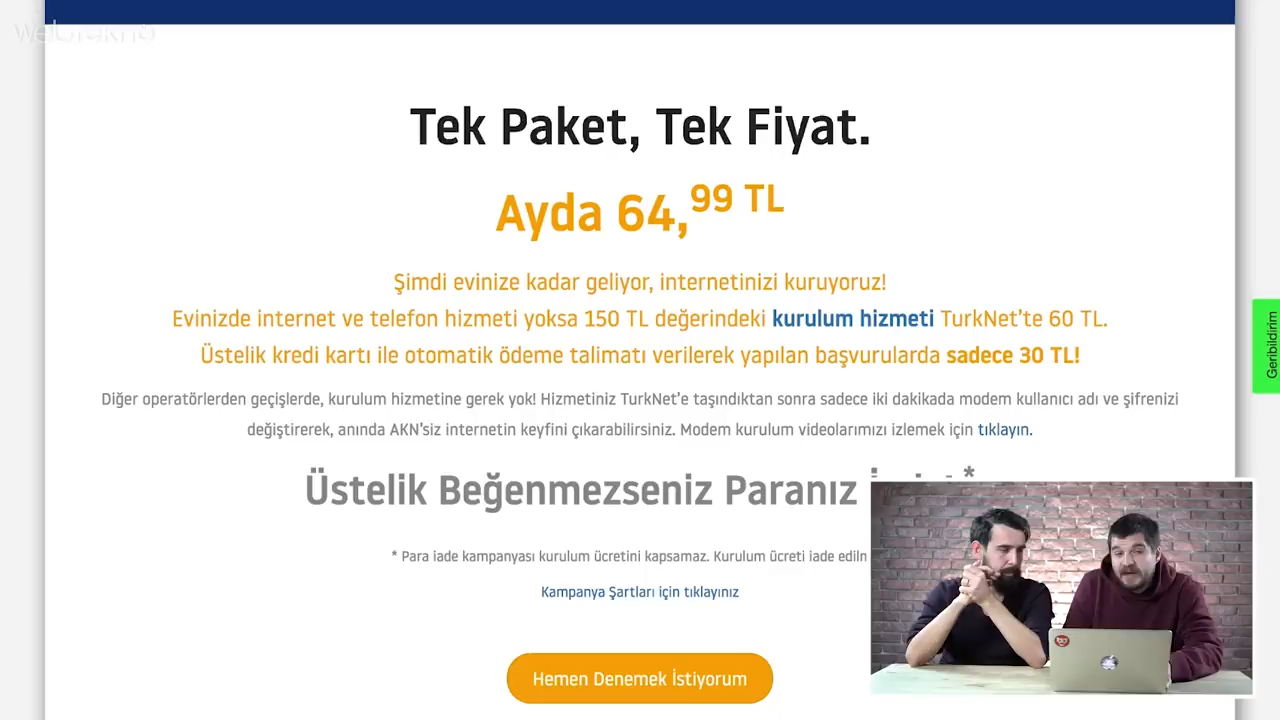 webtekno
Tek Paket, Tek Fiyat.
Ayda 64,99 TL
Şimdi evinize kadar geliyor, internetinizi kuruyoruz!
Evinizde internet ve telefon hizmeti yoksa 150 TL değerindeki kurulum hizmeti TurkNet'te 60 TL.
Üstelik kredi kartı ile otomatik ödeme talimatı verilerek yapılan başvurularda sadece 30 TL!
Geribildirim
Diğer operatörlerden geçişlerde, kurulum hizmetine gerek yok! Hizmetiniz TurkNet'e taşındıktan sonra sadece iki dakikada modem kullanıcı adı ve şifrenizi
değiştirerek, anında AKN'siz internetin keyfini çıkarabilirsiniz. Modem kurulum videolarımızı izlemek için tıklayın.
Üstelik Beğenmezseniz Paranız *
* Para iade kampanyası kurulum ücretini kapsamaz. Kurulum ücreti iade
Kampanya Şartları için tıklayınız
Hemen Denemek İstiyorum